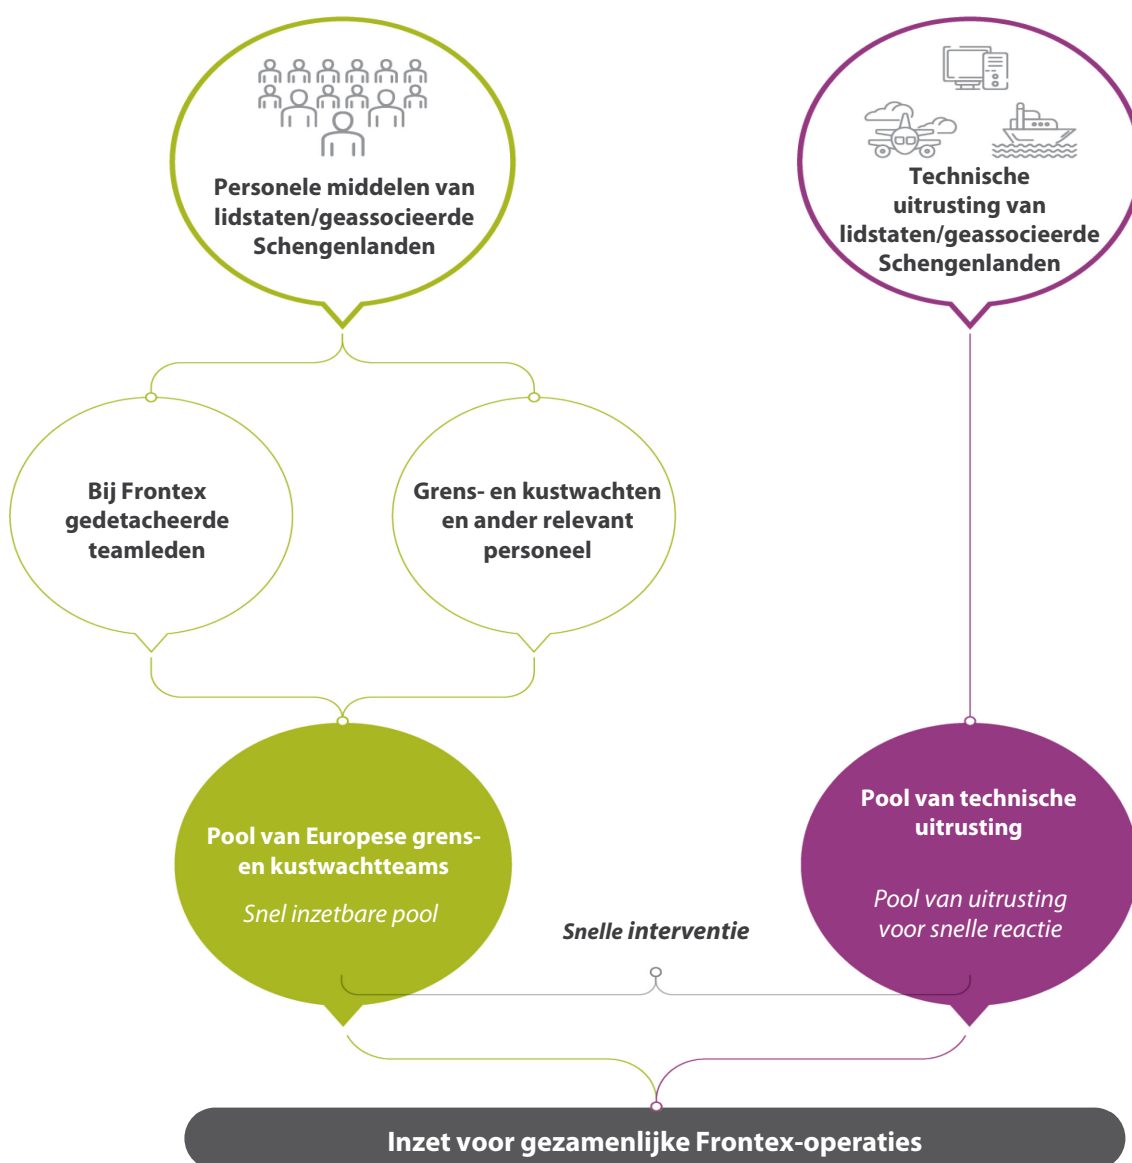 Personele middelen van
lidstaten/geassocieerde
Schengenlanden
Technische
uitrusting van
lidstaten/geassocieerde
Schengenlanden
Bij Frontex
gedetacheerde
teamleden
Grens- en kustwachten
en ander relevant
personeel
Pool van Europese grens-
en kustwachtteams
Snel inzetbare pool
Pool van technische
uitrusting
Pool van uitrusting
voor snelle reactie
Snelle interventie
Inzet voor gezamenlijke Frontex-operaties